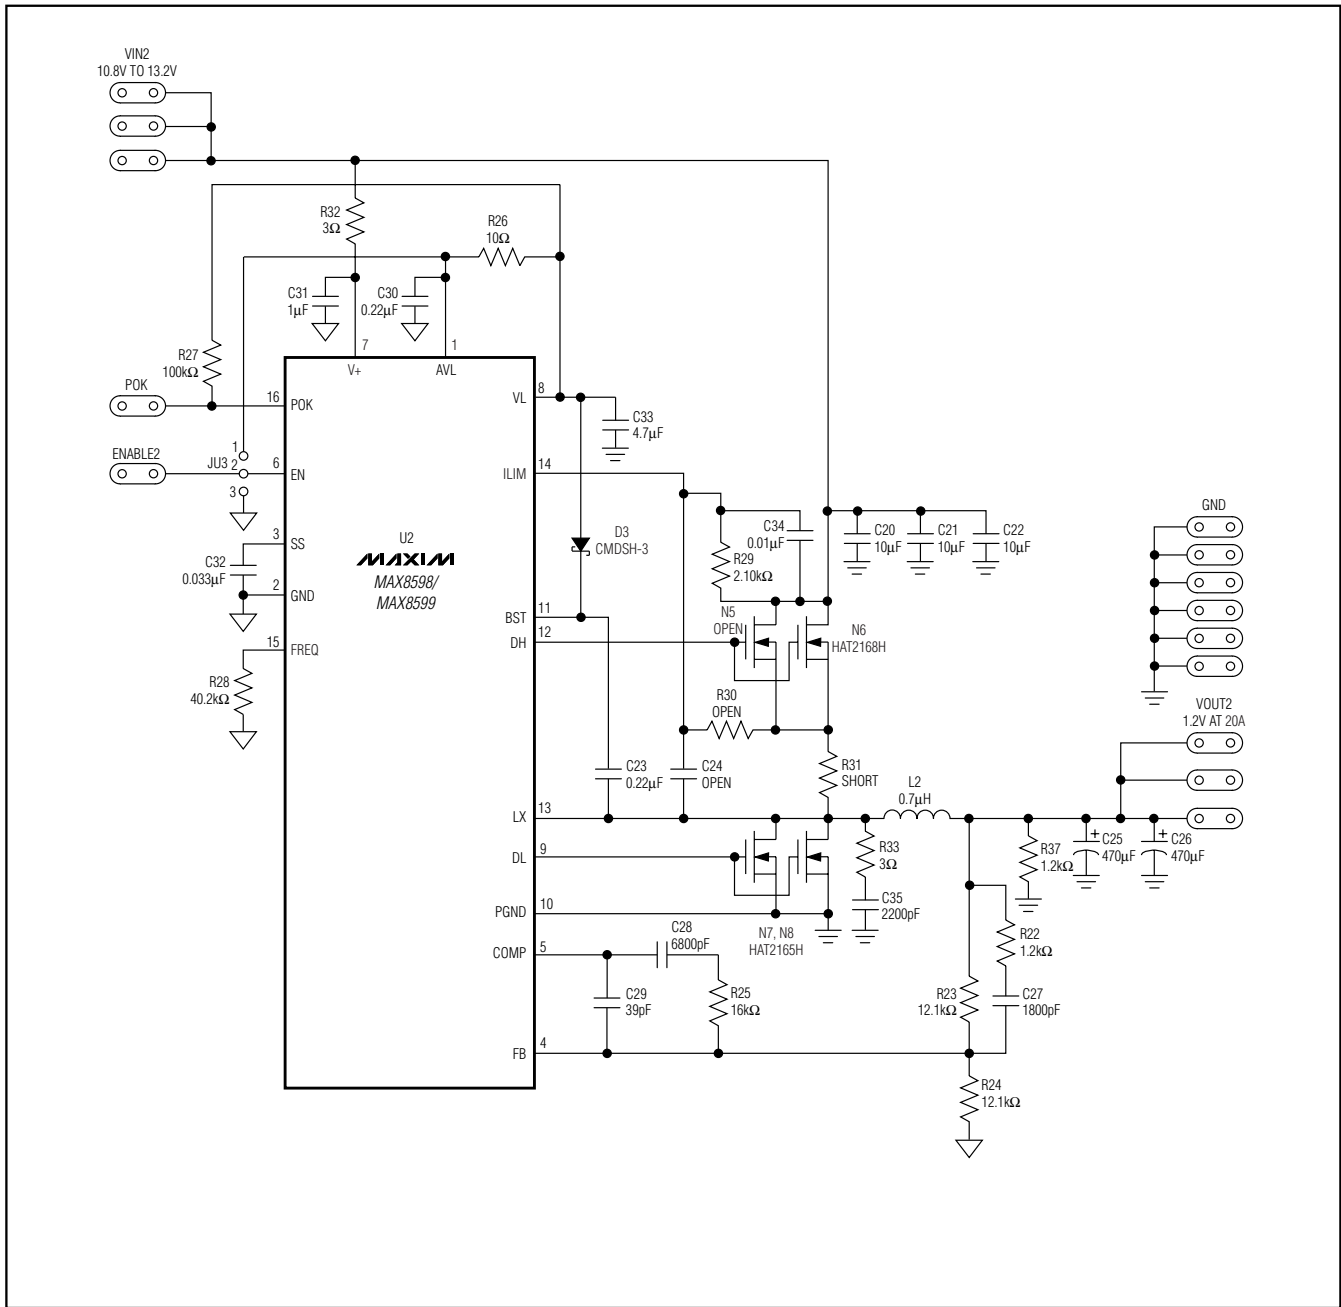 VIN2
10.8V TO 13.2V
R32
3Ω
R26
10Ω
C31
1µF
C30
0.22µF
R27
100kΩ
7
1
V+
AVL
POK
16
POK
VL
8
C33
4.7µF
ENABLE2
JU3
1
2
3
6
EN
ILIM
14
3
SS
C32
0.033µF
2
GND
U2
MAXIM
MAX8598/
MAX8599
D3
CMDSH-3
C34
0.01µF
R29
2.10kΩ
C20
10µF
C21
10µF
C22
10µF
GND
BST
11
DH
12
N5
OPEN
N6
HAT2168H
15
FREQ
R28
40.2kΩ
R30
OPEN
VOUT2
1.2V AT 20A
C23
0.22µF
C24
OPEN
R31
SHORT
L2
0.7µH
LX
13
DL
9
R33
3Ω
R37
1.2kΩ
+
C25
470µF
+
C26
470µF
PGND
10
C35
2200pF
N7, N8
HAT2165H
COMP
5
C28
6800pF
R22
1.2kΩ
C29
39pF
R25
16kΩ
R23
12.1kΩ
C27
1800pF
FB
4
R24
12.1kΩ